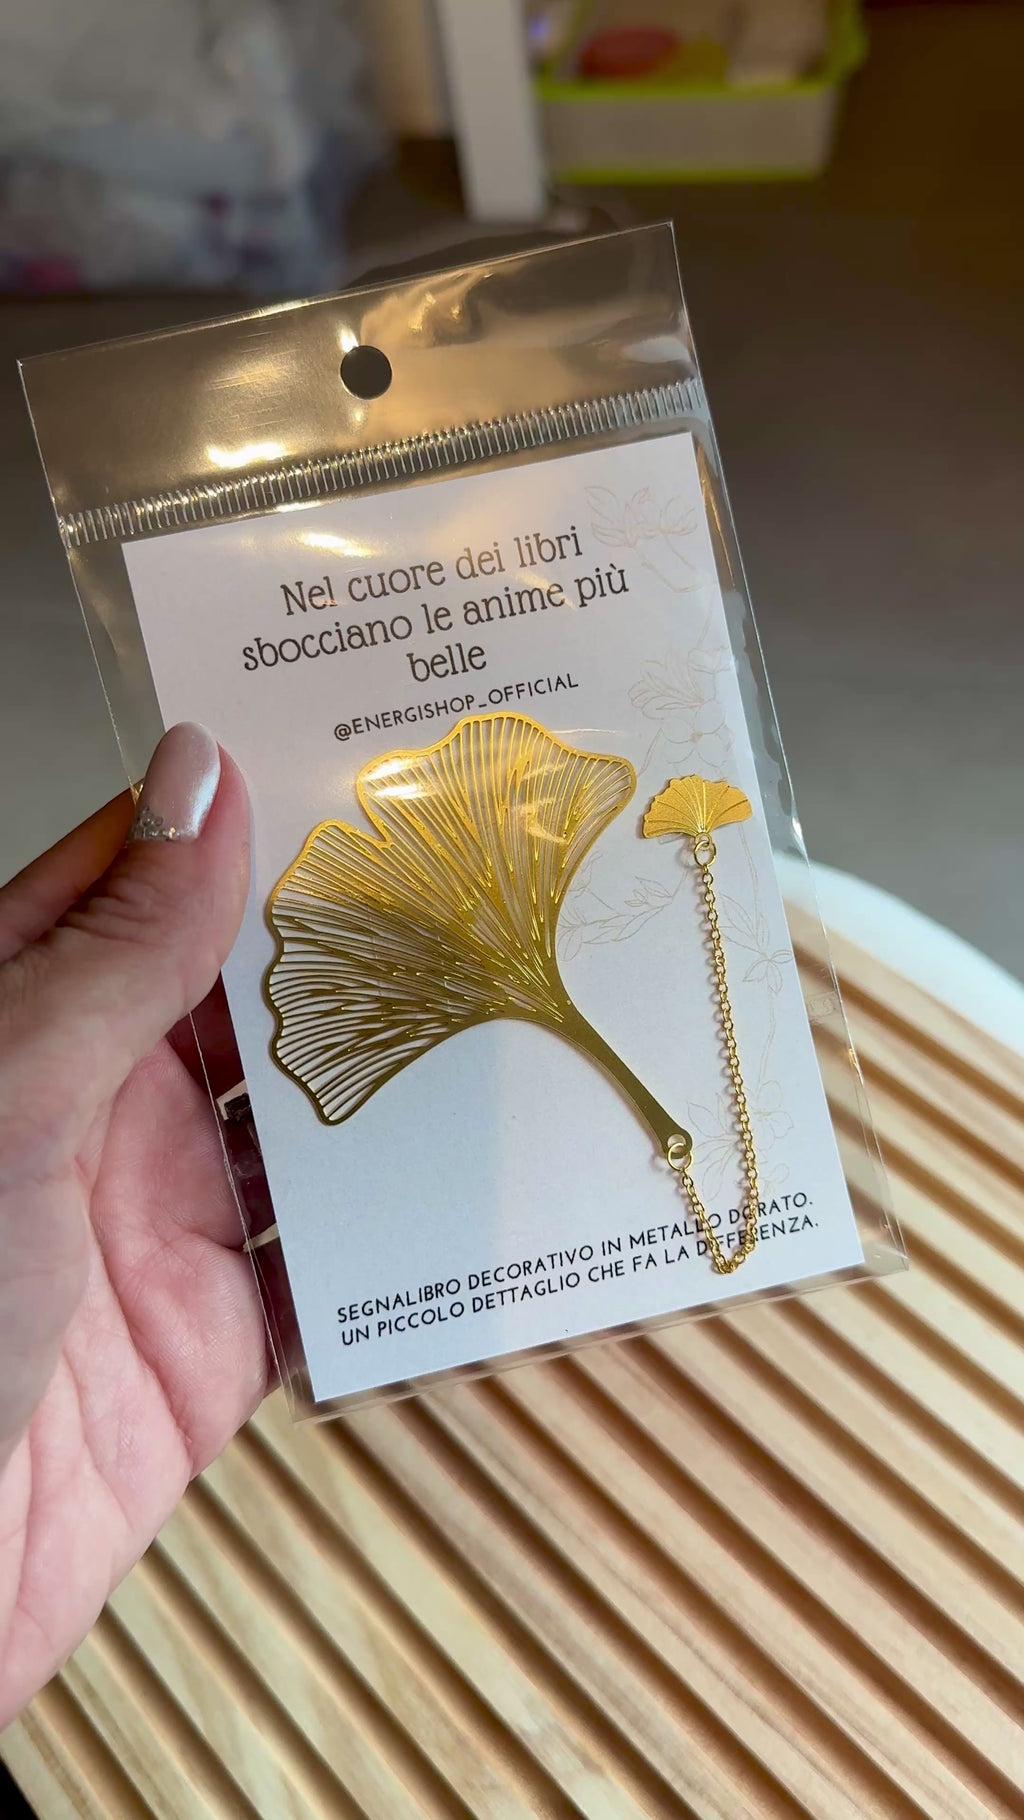 Nel cuore dei libri
sbocciano le anime più
belle
@ENERGISHOP_OFFICIAL
SEGNALIBRO DECORATIVO IN METALLO DORATO.
UN PICCOLO DETTAGLIO CHE FA LA DIFFERENZA.